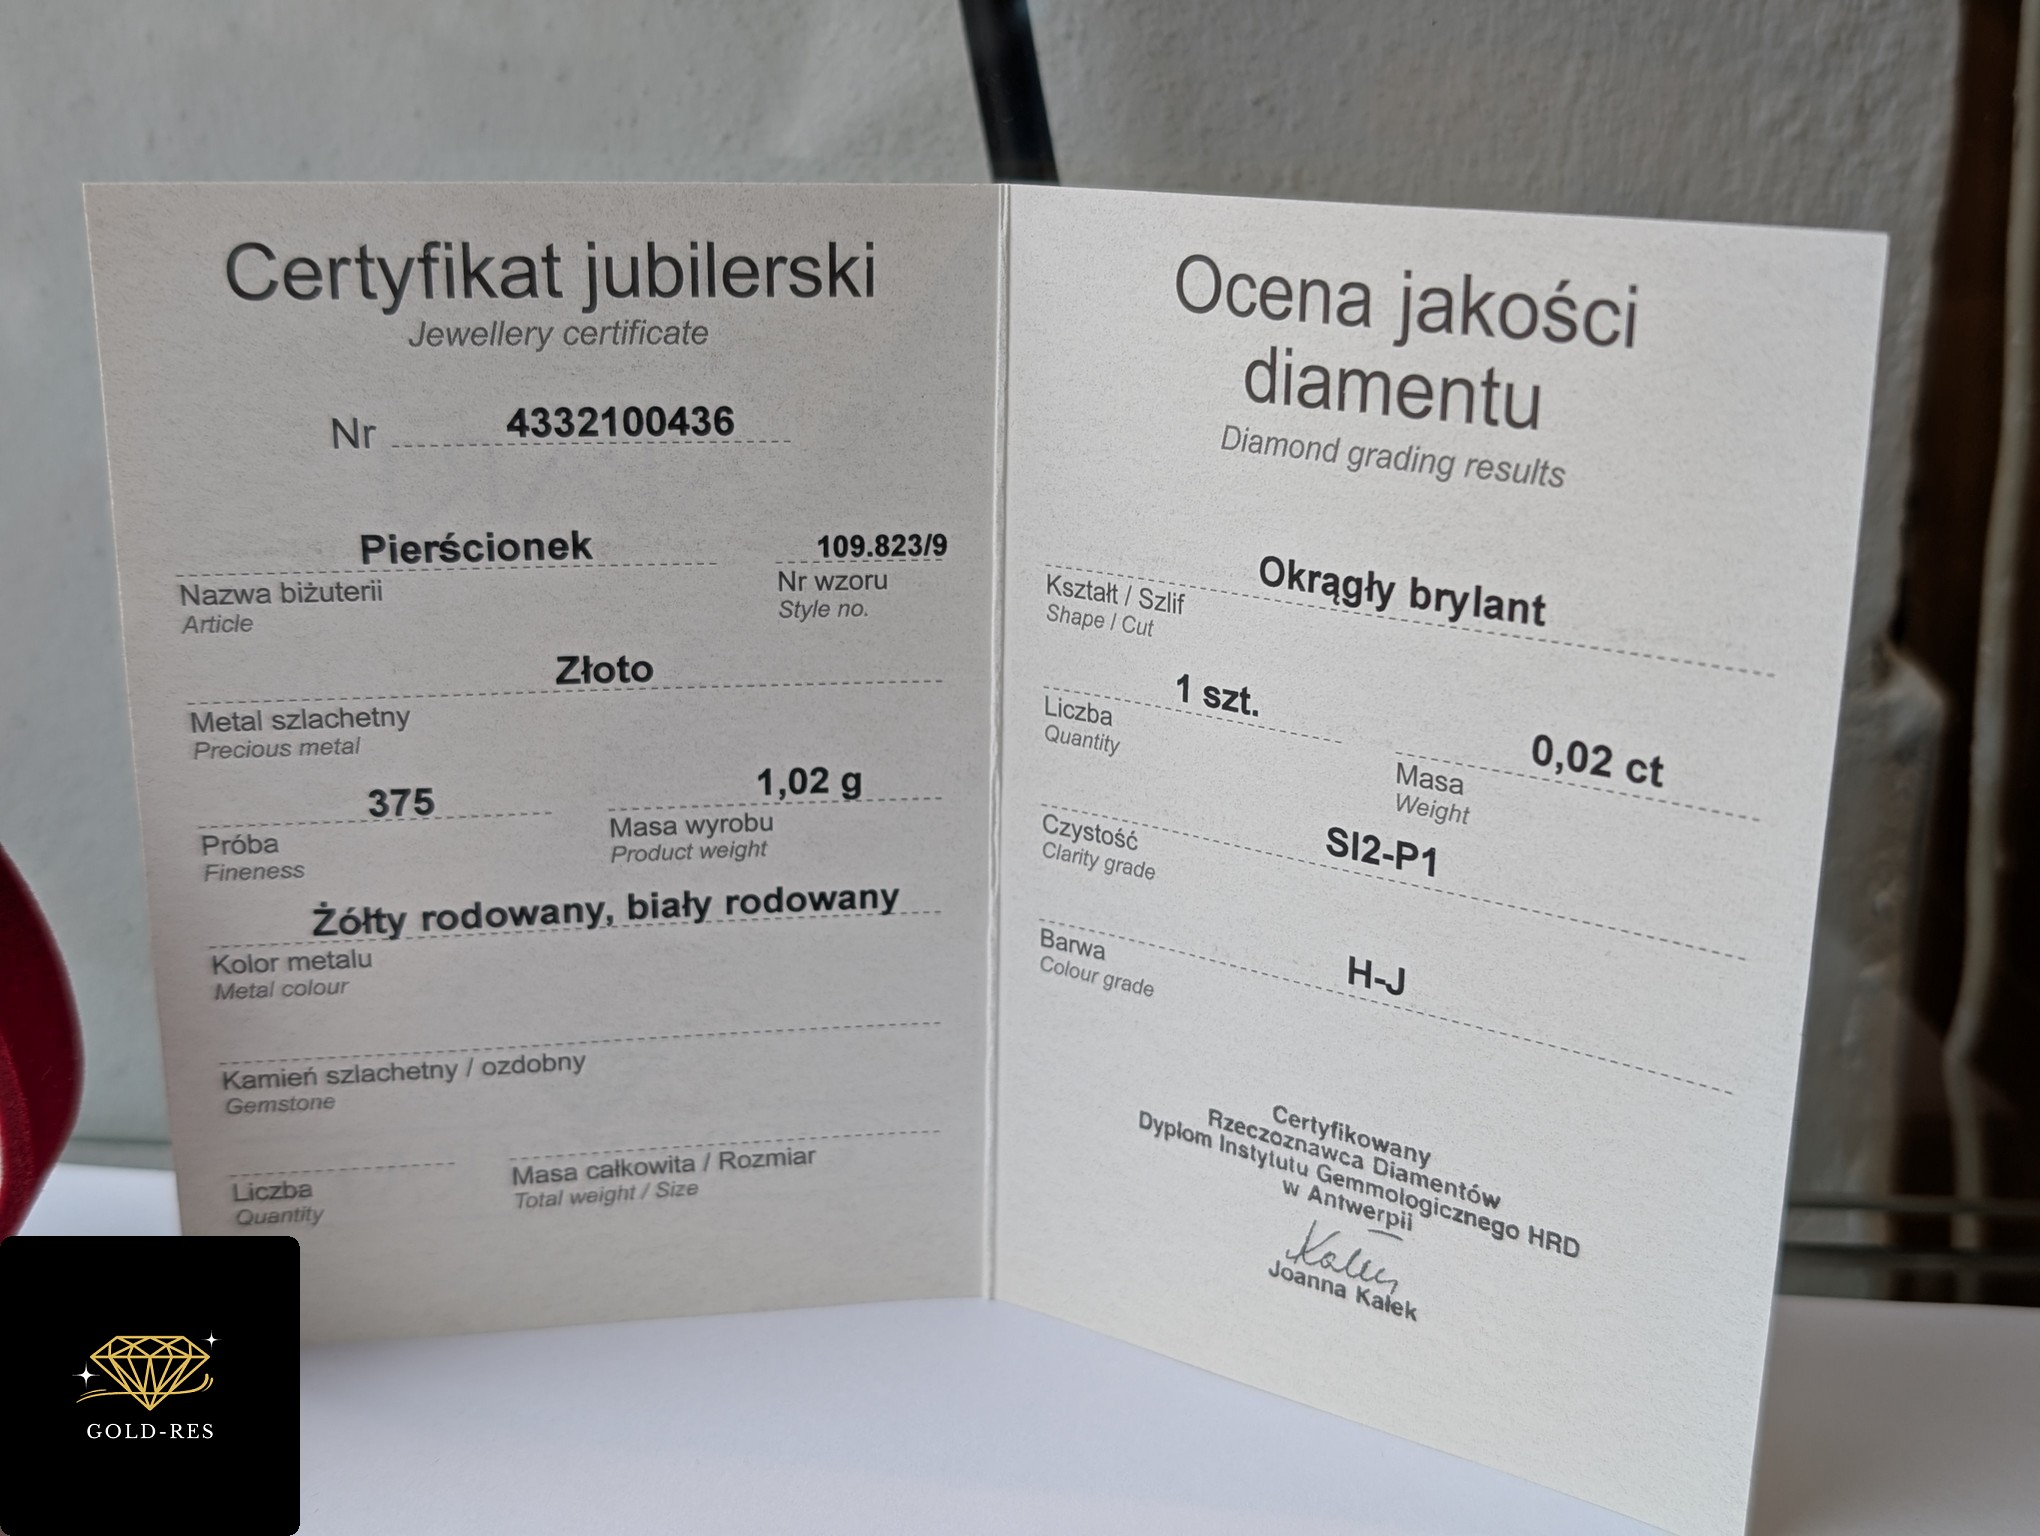 Certyfikat jubilerski
Jewellery certificate
Nr 4332100436
Pierścionek 109.823/9
Nazwa biżuterii Nr wzoru
Article Style no.
Złoto
Metal szlachetny
Precious metal
375 1,02 g
Próba Masa wyrobu
Fineness Product weight
Żółty rodowany, biały rodowany
Kolor metalu
Metal colour
Kamień szlachetny / ozdobny
Gemstone
Liczba Masa całkowita / Rozmiar
Quantity Total weight / Size
Ocena jakości
diamentu
Diamond grading results
Okrągły brylant
Kształt / Szlif
Shape / Cut
1 szt. 0,02 ct
Liczba Masa
Quantity Weight
SI2-P1
Czystość
Clarity grade
H-J
Barwa
Colour grade
Certyfikowany
Rzeczoznawca Diamentów
Dyplom Instytutu Gemmologicznego HRD
w Antwerpii
Joanna Kałek
GOLD-RES